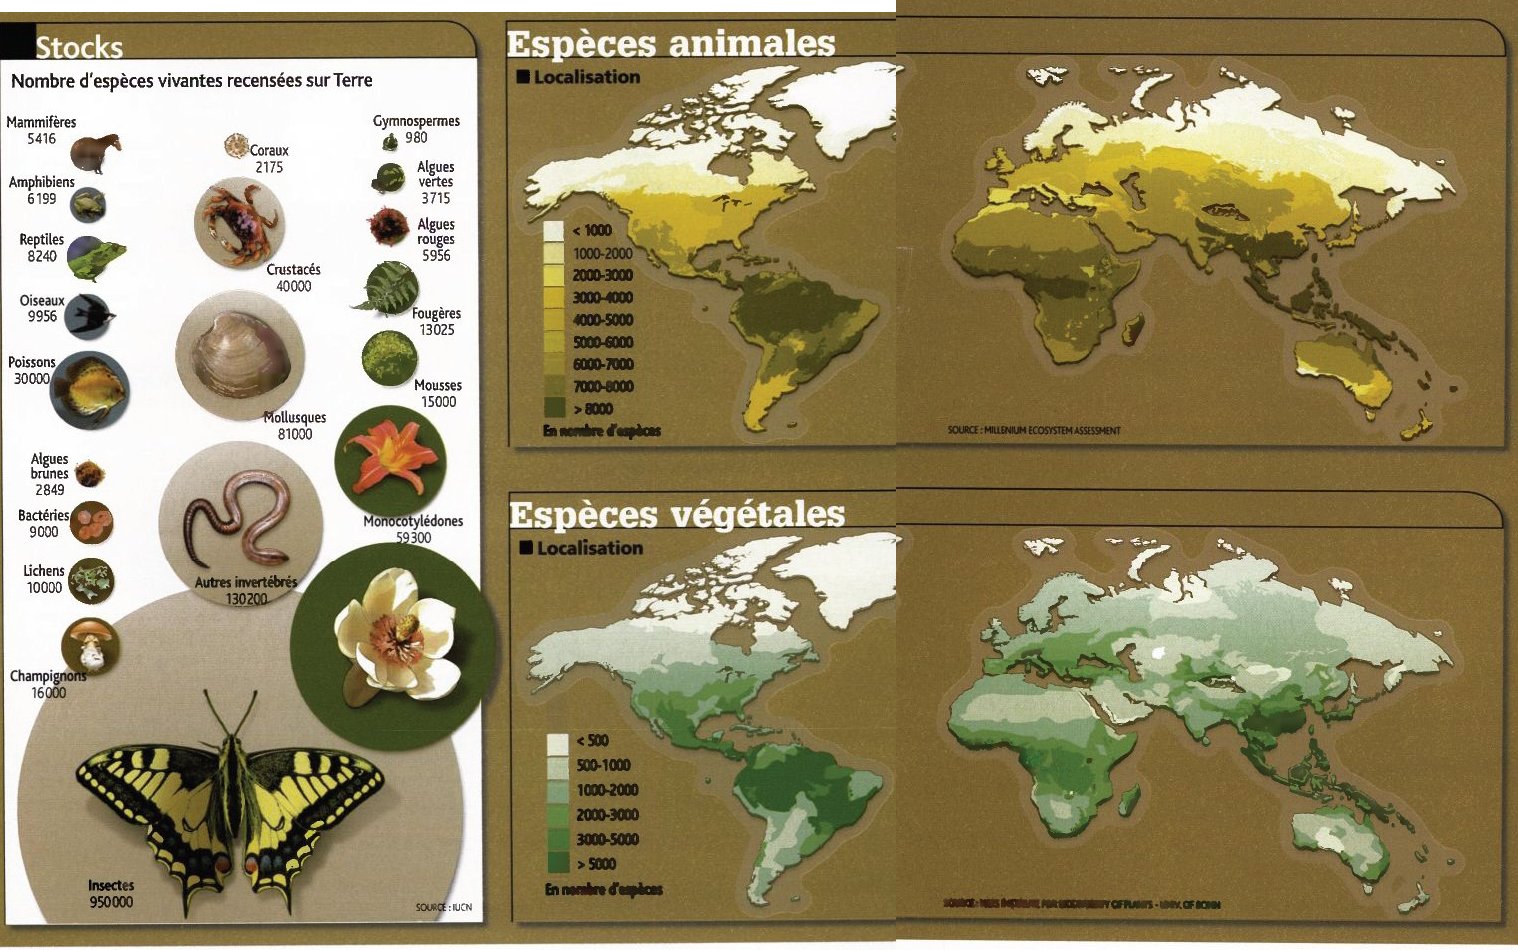 Stocks
Nombre d'espèces vivantes recensées sur Terre
Mammifères
5416
Amphibiens
6199
Reptiles
8240
Oiseaux
9956
Poissons
30000
Algues
brunes
2849
Bactéries
9000
Lichens
10000
Champignons
16000
Coraux
2175
Crustacés
40000
Mollusques
81000
Autres invertébrés
130200
Insectes
950000
Gymnospermes
980
Algues
vertes
3715
Algues
rouges
5956
Fougères
13025
Mousses
15000
Monocotylédones
59300
SOURCE : IUCN
Espèces animales
Localisation
< 1000
1000-2000
2000-3000
3000-4000
4000-5000
5000-6000
6000-7000
7000-8000
> 8000
En nombre d'espèces
SOURCE : MILLENIUM ECOSYSTEM ASSESSMENT
Espèces végétales
Localisation
< 500
500-1000
1000-2000
2000-3000
3000-5000
> 5000
En nombre d'espèces
SOURCE : FOR BIODIVERSITY OF PLANTS - UNIV. OF BONN